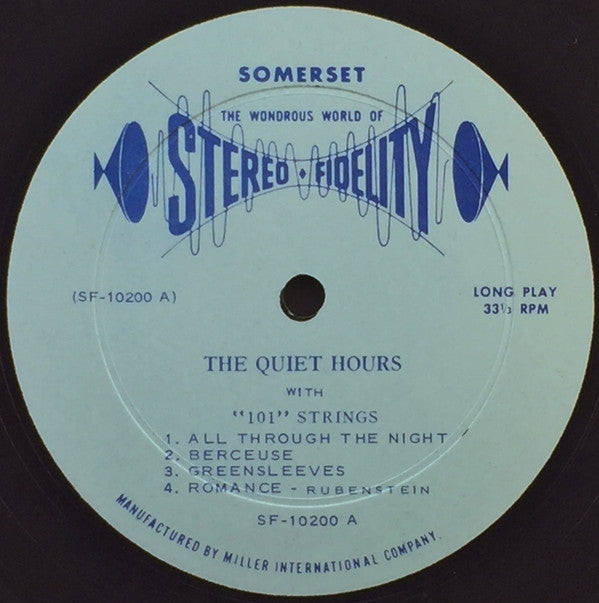 SOMERSET
THE WONDROUS WORLD OF
STEREO · FIDELITY
(SF-10200 A)
LONG PLAY
33⅓ RPM
THE QUIET HOURS
WITH
"101" STRINGS
1. ALL THROUGH THE NIGHT
2. BERCEUSE
3. GREENSLEEVES
4. ROMANCE - RUBENSTEIN
SF-10200 A
MANUFACTURED BY MILLER INTERNATIONAL COMPANY.